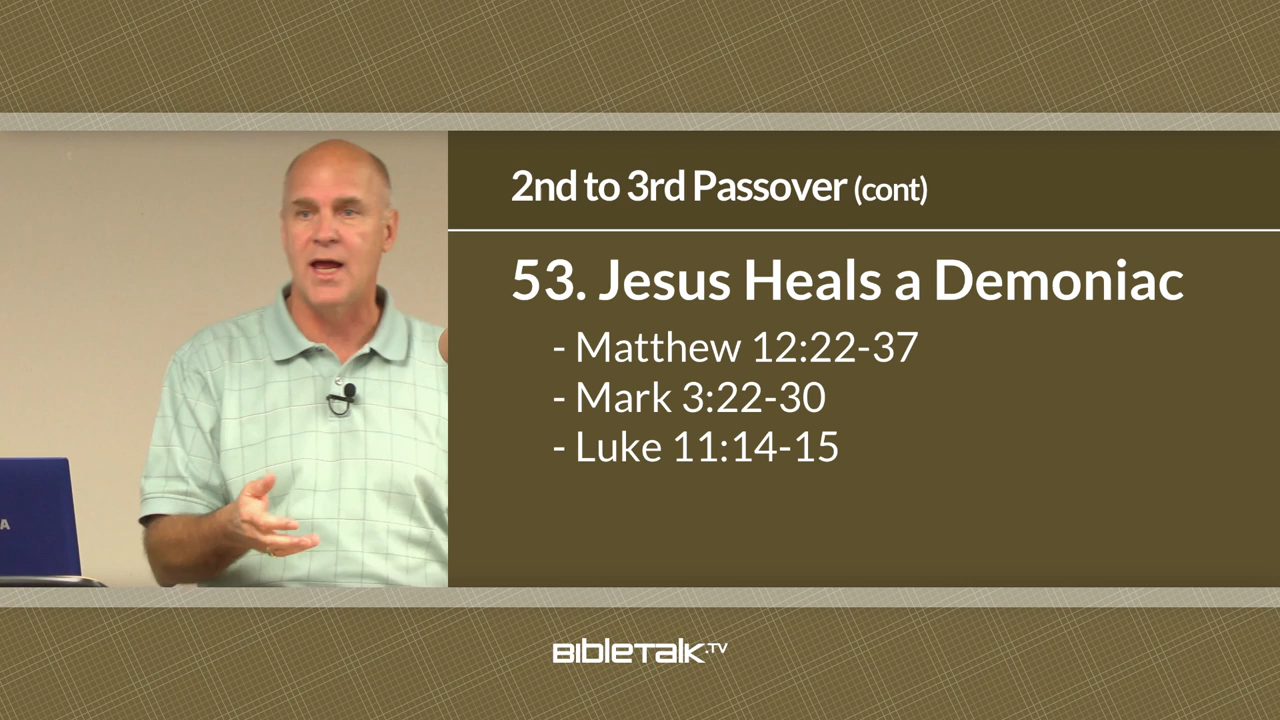 2nd to 3rd Passover (cont)
53. Jesus Heals a Demoniac
- Matthew 12:22-37
- Mark 3:22-30
- Luke 11:14-15
A
BIbleTalk.TV